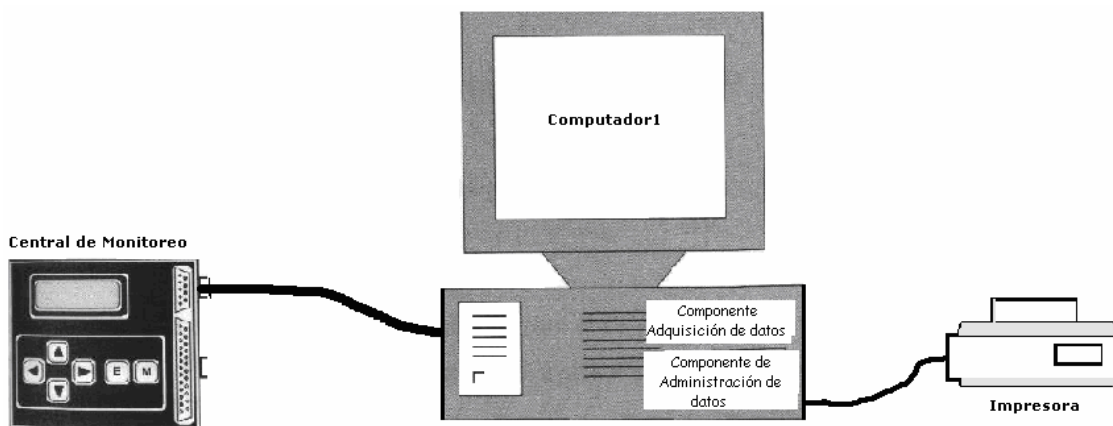 Computador1
Central de Monitoreo
E M
Componente
Adquisición de datos
Componente de
Administración de
datos
Impresora